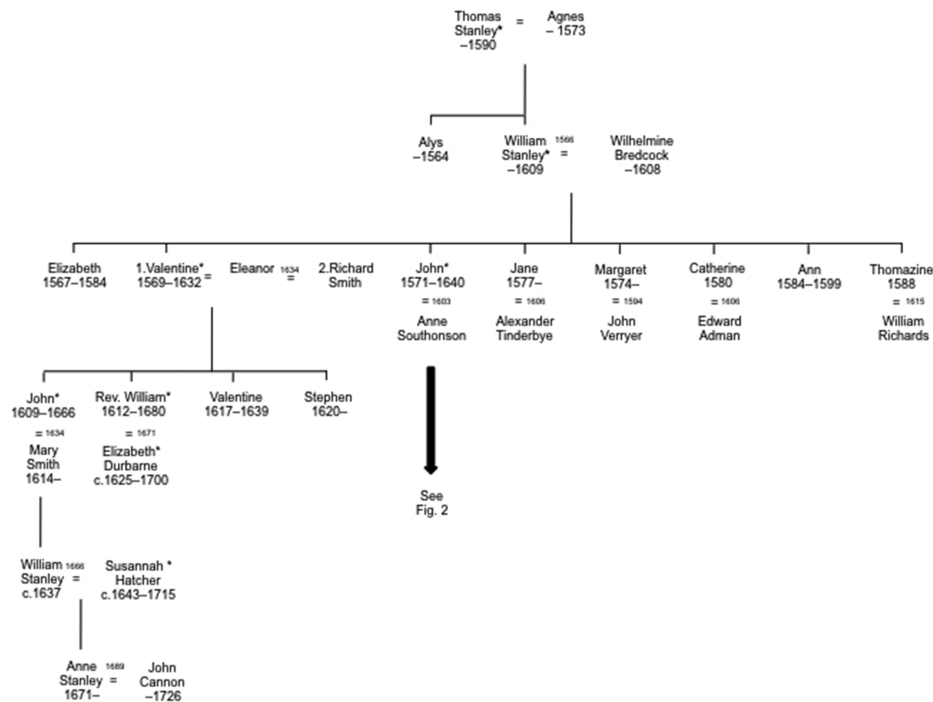 Thomas
Stanley* = Agnes
–1590 – 1573
Alys
–1564
William 1566 Wilhelmine
Stanley* = Bredcock
–1609 –1608
Elizabeth
1567–1584
1.Valentine* =
1569–1632
Eleanor 1634 =
2.Richard
Smith
John*
1571–1640
= 1603
Anne
Southonson
Jane
1577–
= 1606
Alexander
Tinderbye
Margaret
1574–
= 1594
John
Verryer
Catherine
1580
= 1606
Edward
Adman
Ann
1584–1599
Thomazine
1588
= 1615
William
Richards
John*
1609–1666
= 1634
Mary
Smith
1614–
Rev. William*
1612–1680
= 1671
Elizabeth*
Durbarne
c.1625–1700
Valentine
1617–1639
Stephen
1620–
See
Fig. 2
William 1666 Susannah *
Stanley = Hatcher
c.1637 c.1643–1715
Anne 1689 John
Stanley = Cannon
1671– –1726